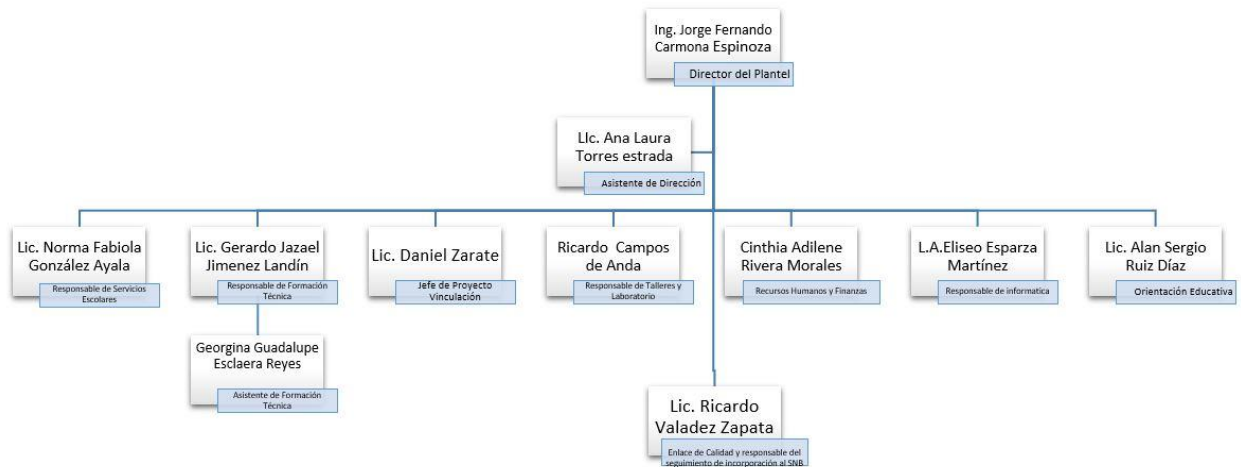 Ing. Jorge Fernando
Carmona Espinoza
Director del Plantel
LIc. Ana Laura
Torres estrada
Asistente de Dirección
Lic. Norma Fabiola
González Ayala
Responsable de Servicios
Escolares
Lic. Gerardo Jazael
Jimenez Landín
Responsable de Formación
Técnica
Lic. Daniel Zarate
Jefe de Proyecto
Vinculación
Ricardo Campos
de Anda
Responsable de Talleres y
Laboratorio
Cinthia Adilene
Rivera Morales
Recursos Humanos y Finanzas
L.A.Eliseo Esparza
Martínez
Responsable de informatica
Lic. Alan Sergio
Ruiz Díaz
Orientación Educativa
Georgina Guadalupe
Esclaera Reyes
Asistente de Formación
Técnica
Lic. Ricardo
Valadez Zapata
Enlace de Calidad y responsable del
seguimiento de incorporación al SNB